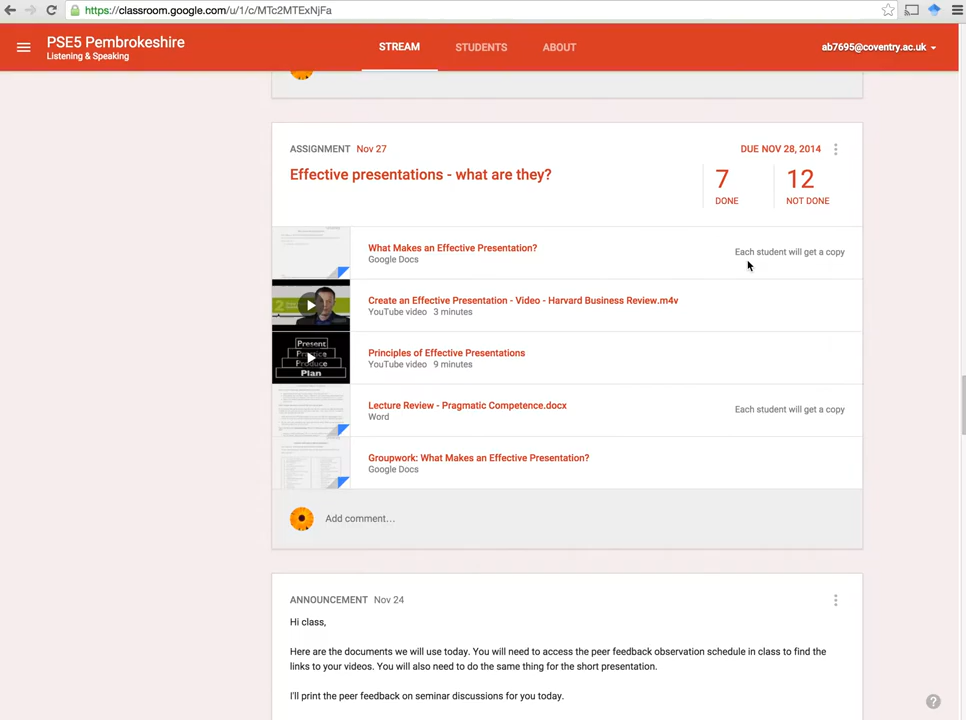 https://classroom.google.com/u/1/c/MTc2MTExNjFa
PSE5 Pembrokeshire
Listening & Speaking
STREAM
STUDENTS
ABOUT
ab7695@coventry.ac.uk
ASSIGNMENT Nov 27
DUE NOV 28, 2014
Effective presentations - what are they?
7
DONE
12
NOT DONE
What Makes an Effective Presentation?
Google Docs
Each student will get a copy
Create an Effective Presentation - Video - Harvard Business Review.m4v
YouTube video 3 minutes
Present
Practice
Produce
Plan
Principles of Effective Presentations
YouTube video 9 minutes
Lecture Review - Pragmatic Competence.docx
Word
Each student will get a copy
Groupwork: What Makes an Effective Presentation?
Google Docs
Add comment...
ANNOUNCEMENT Nov 24
Hi class,
Here are the documents we will use today. You will need to access the peer feedback observation schedule in class to find the
links to your videos. You will also need to do the same thing for the short presentation.
I'll print the peer feedback on seminar discussions for you today.